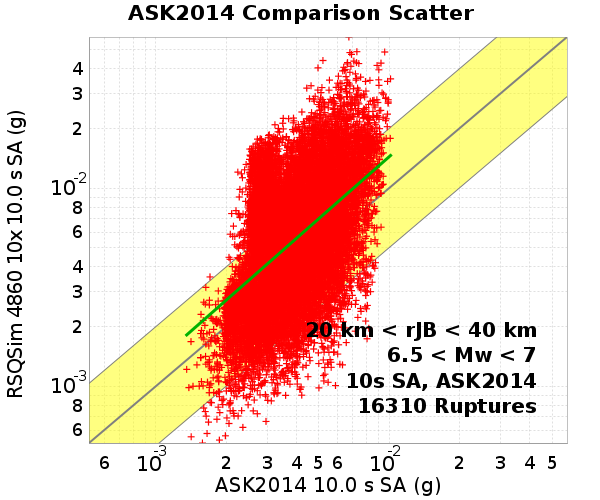 ASK2014 Comparison Scatter
RSQSim 4860 10x 10.0 s SA (g)
4
3
2
10-2
8
6
4
3
2
10-3
8
6
20 km < rJB < 40 km
6.5 < Mw < 7
10s SA, ASK2014
16310 Ruptures
6 10-3 2 3 4 5 6 10-2 2 3 4 5
ASK2014 10.0 s SA (g)